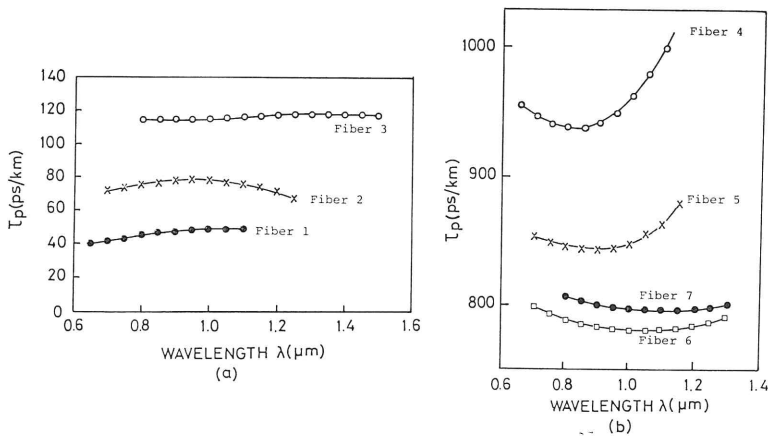 140
120
100
80
60
40
20
0
τp(ps/km)
Fiber 3
Fiber 2
Fiber 1
0.6 0.8 1.0 1.2 1.4 1.6
WAVELENGTH λ(μm)
(a)
1000
900
800
τp(ps/km)
Fiber 4
Fiber 5
Fiber 7
Fiber 6
0.6 0.8 1.0 1.2 1.4
WAVELENGTH λ(μm)
(b)